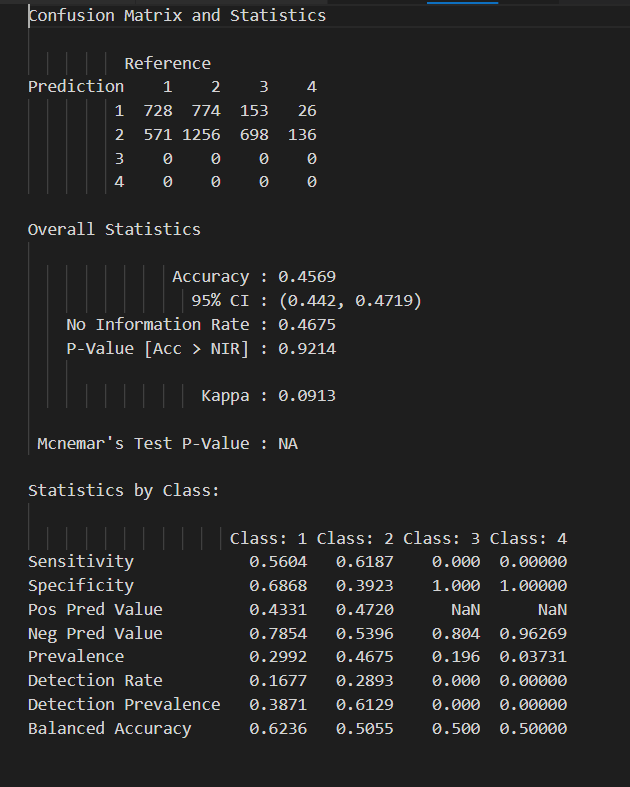 Confusion Matrix and Statistics
Reference
Prediction 1 2 3 4
1 728 774 153 26
2 571 1256 698 136
3 0 0 0 0
4 0 0 0 0
Overall Statistics
Accuracy : 0.4569
95% CI : (0.442, 0.4719)
No Information Rate : 0.4675
P-Value [Acc > NIR] : 0.9214
Kappa : 0.0913
Mcnemar's Test P-Value : NA
Statistics by Class:
Class: 1 Class: 2 Class: 3 Class: 4
Sensitivity 0.5604 0.6187 0.000 0.00000
Specificity 0.6868 0.3923 1.000 1.00000
Pos Pred Value 0.4331 0.4720 NaN NaN
Neg Pred Value 0.7854 0.5396 0.804 0.96269
Prevalence 0.2992 0.4675 0.196 0.03731
Detection Rate 0.1677 0.2893 0.000 0.00000
Detection Prevalence 0.3871 0.6129 0.000 0.00000
Balanced Accuracy 0.6236 0.5055 0.500 0.50000